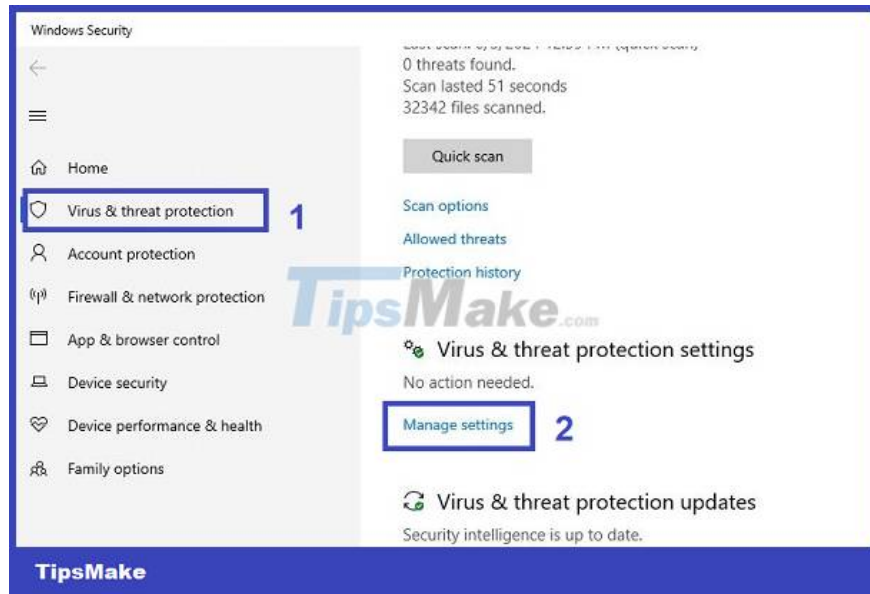 Windows Security
Home
Virus & threat protection
1
Account protection
Firewall & network protection
App & browser control
Device security
Device performance & health
Family options
0 threats found.
Scan lasted 51 seconds
32342 files scanned.
Quick scan
Scan options
Allowed threats
Protection history
TipsMake.com
Virus & threat protection settings
No action needed.
Manage settings
2
Virus & threat protection updates
Security intelligence is up to date.
TipsMake